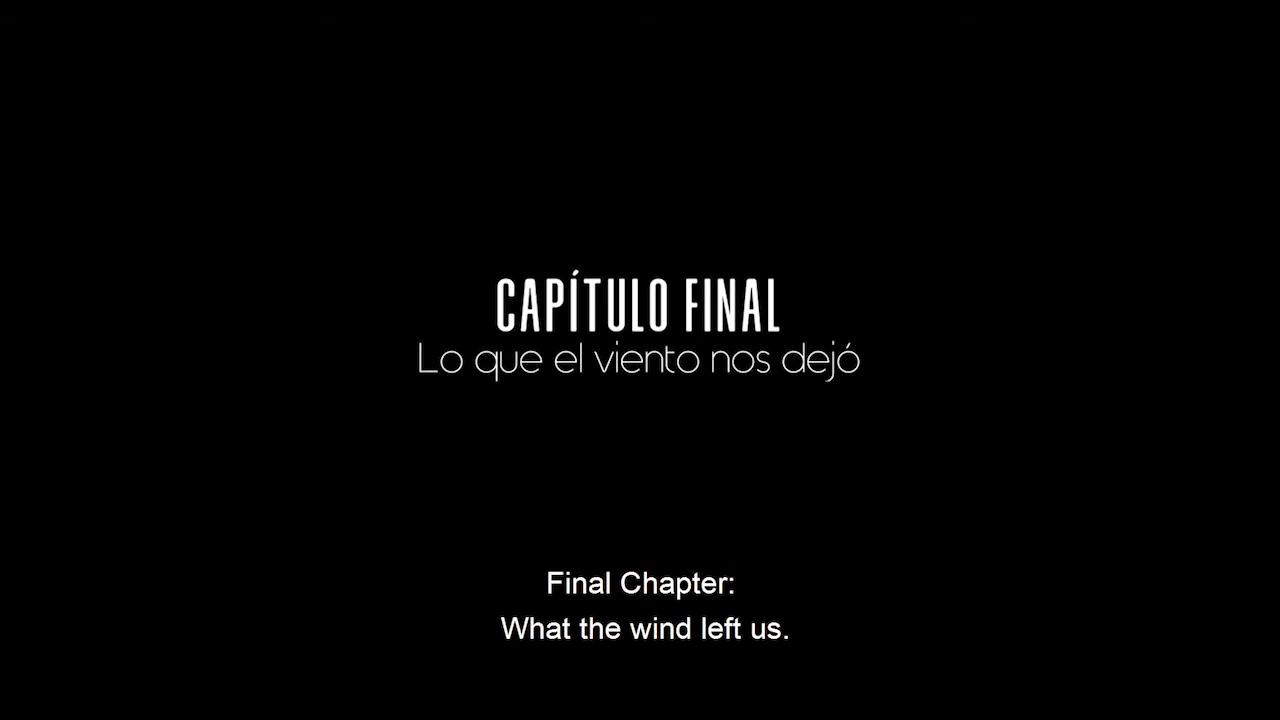 CAPÍTULO FINAL
Lo que el viento nos dejó
Final Chapter:
What the wind left us.